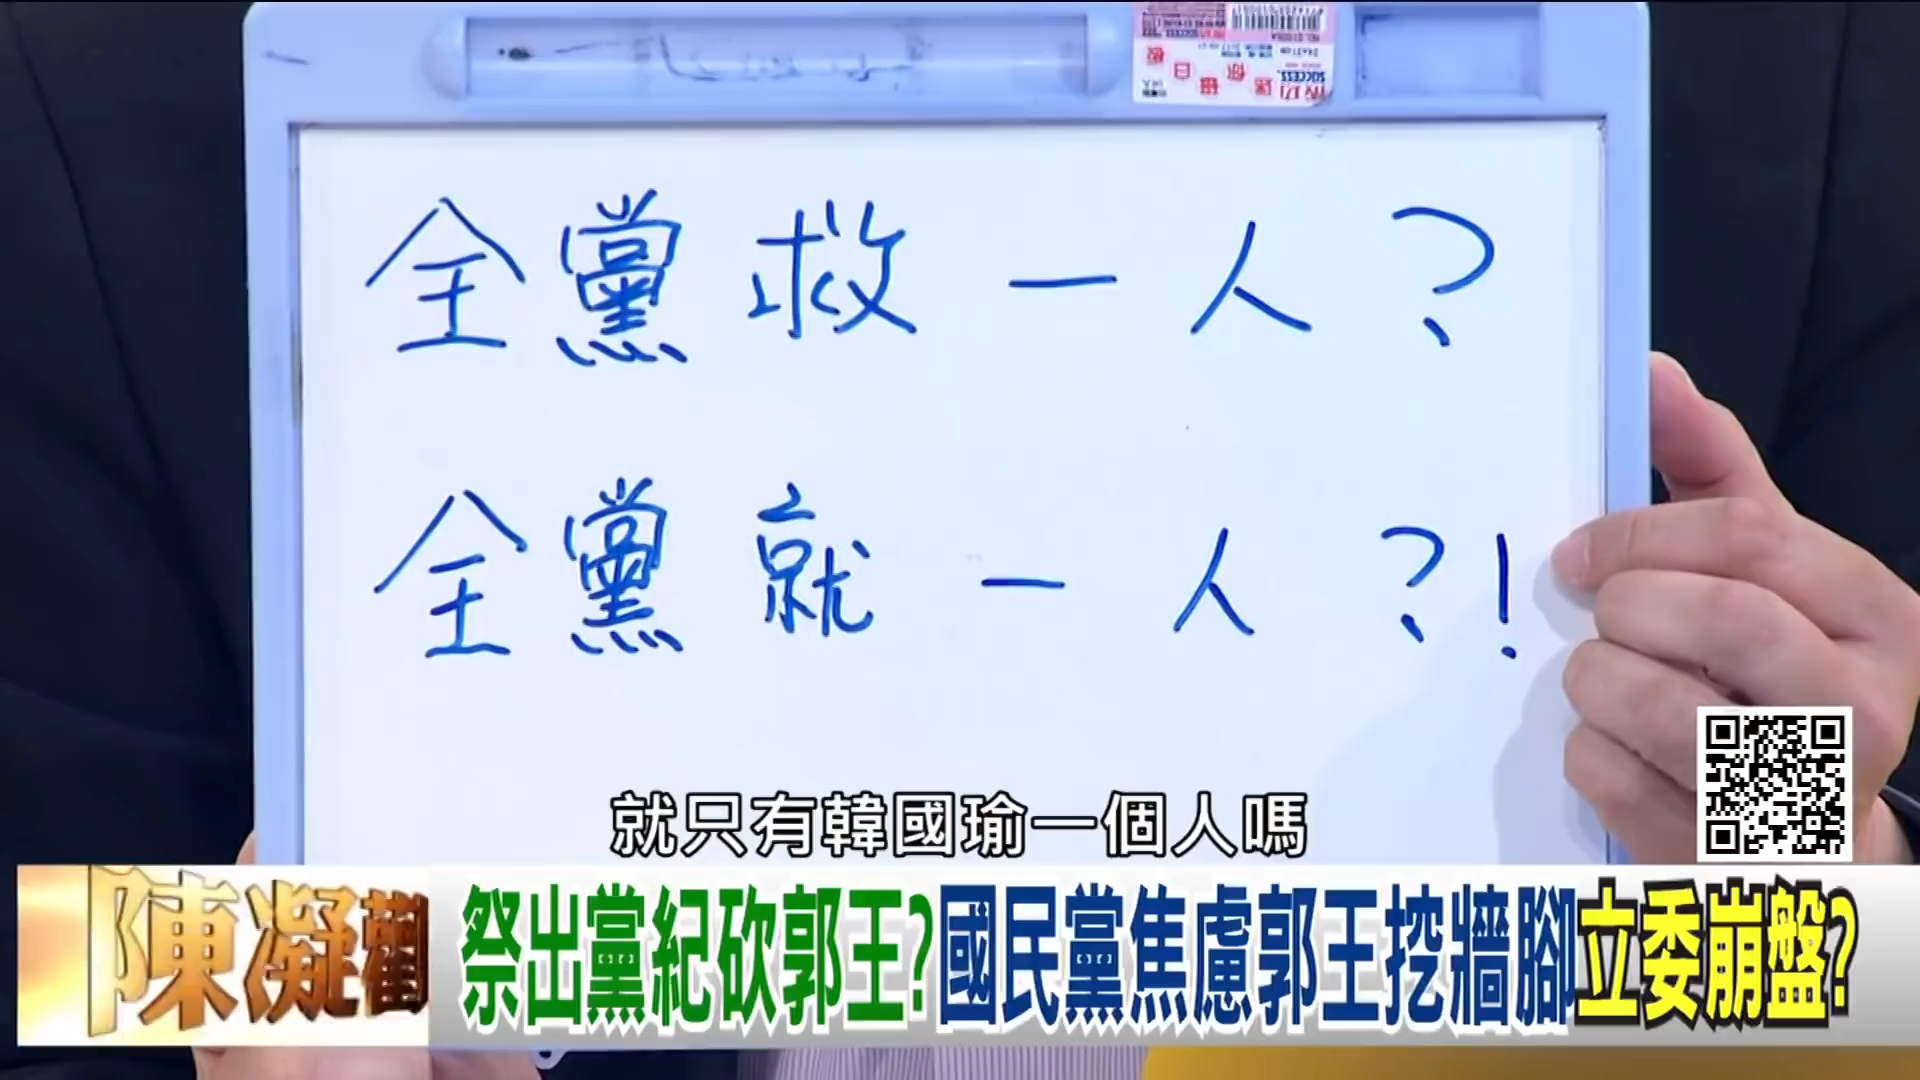 全黨救一人?
全黨就一人?!
就只有韓國瑜一個人嗎
陳凝觀
祭出黨紀砍郭王?國民黨焦慮郭王挖牆腳立委崩盤?
SUCCESS